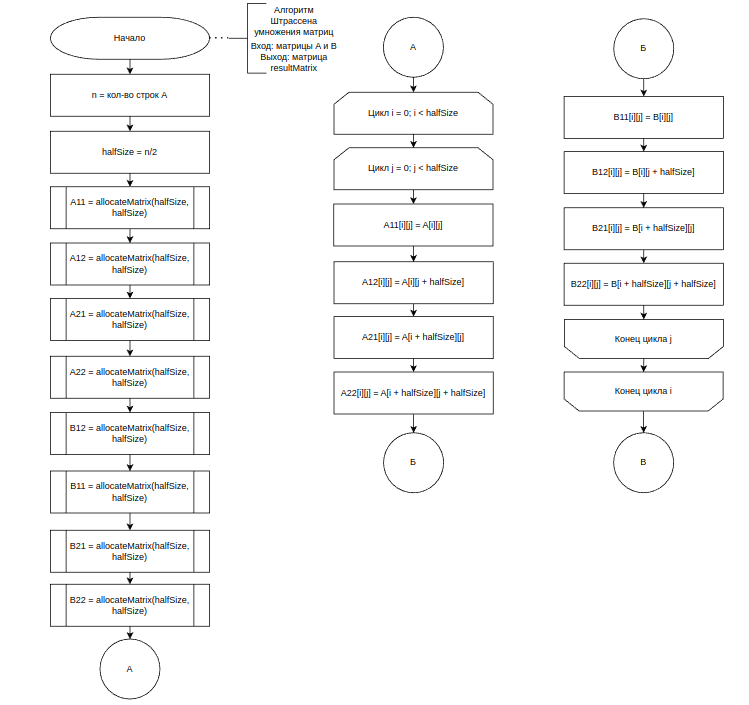 Начало
Алгоритм
Штрассена
умножения матриц
Вход: матрицы A и B
Выход: матрица
resultMatrix
n = кол-во строк A
halfSize = n/2
A11 = allocateMatrix(halfSize,
halfSize)
A12 = allocateMatrix(halfSize,
halfSize)
A21 = allocateMatrix(halfSize,
halfSize)
A22 = allocateMatrix(halfSize,
halfSize)
B12 = allocateMatrix(halfSize,
halfSize)
B11 = allocateMatrix(halfSize,
halfSize)
B21 = allocateMatrix(halfSize,
halfSize)
B22 = allocateMatrix(halfSize,
halfSize)
А
А
Цикл i = 0; i < halfSize
Цикл j = 0; j < halfSize
A11[i][j] = A[i][j]
A12[i][j] = A[i][j + halfSize]
A21[i][j] = A[i + halfSize][j]
A22[i][j] = A[i + halfSize][j + halfSize]
Б
Б
B11[i][j] = B[i][j]
B12[i][j] = B[i][j + halfSize]
B21[i][j] = B[i + halfSize][j]
B22[i][j] = B[i + halfSize][j + halfSize]
Конец цикла j
Конец цикла i
В